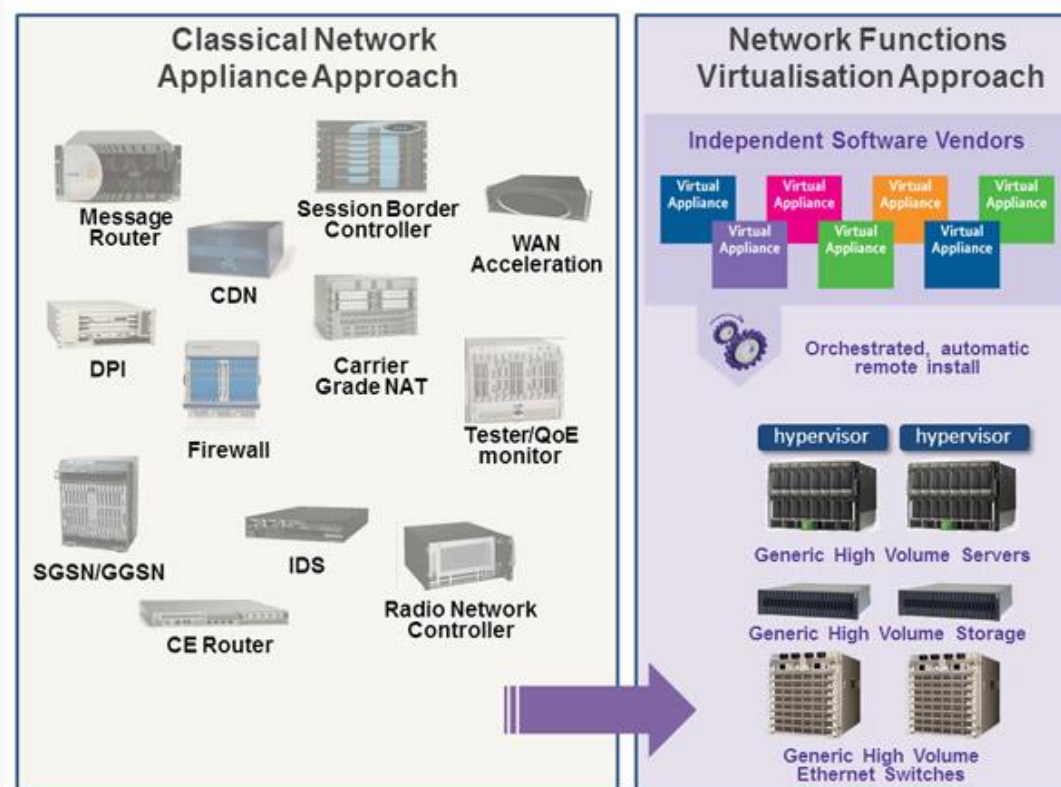 Classical Network
Appliance Approach
Message
Router
Session Border
Controller
WAN
Acceleration
CDN
DPI
Carrier
Grade NAT
Firewall
Tester/QoE
monitor
SGSN/GGSN
IDS
Radio Network
Controller
CE Router
Network Functions
Virtualisation Approach
Independent Software Vendors
Virtual
Appliance
Virtual
Appliance
Virtual
Appliance
Virtual
Appliance
Virtual
Appliance
Virtual
Appliance
Virtual
Appliance
Orchestrated, automatic
remote install
hypervisor
hypervisor
Generic High Volume Servers
Generic High Volume Storage
Generic High Volume
Ethernet Switches